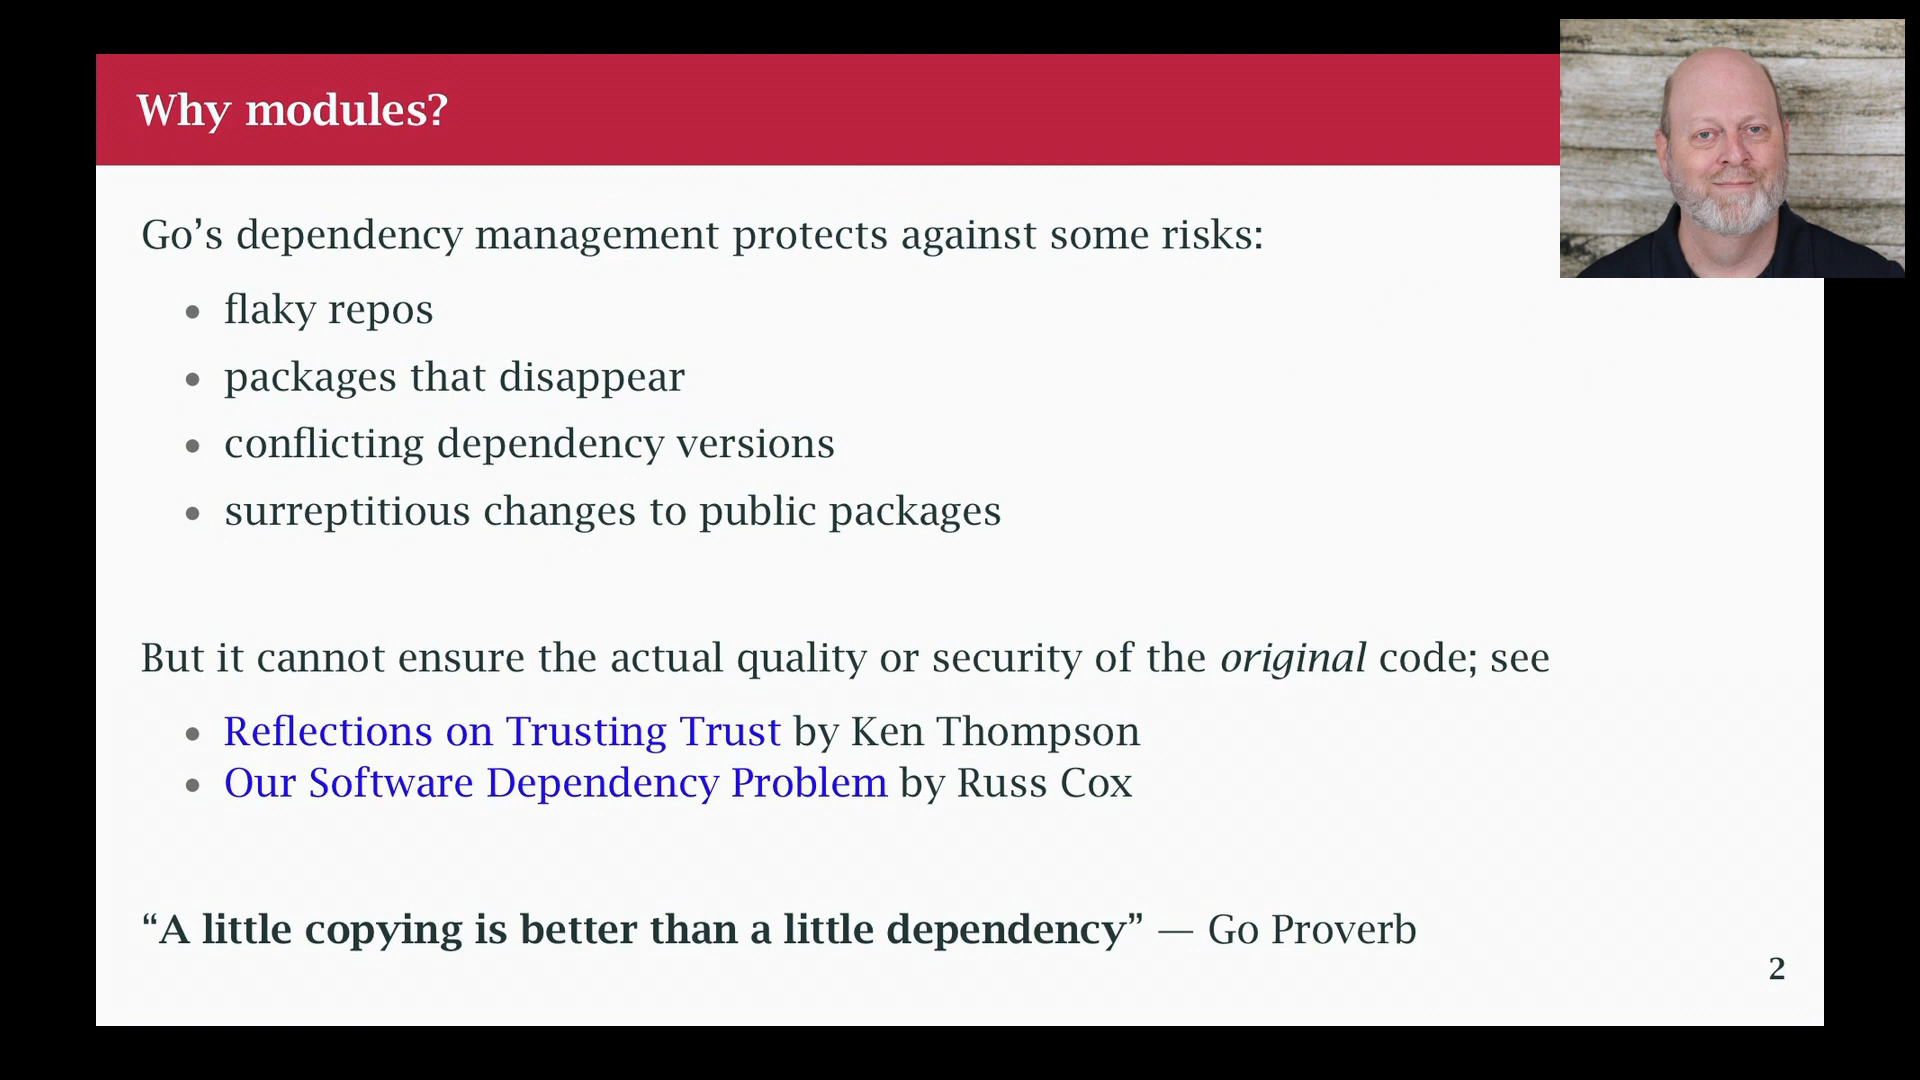 Why modules?
Go’s dependency management protects against some risks:
• flaky repos
• packages that disappear
• conflicting dependency versions
• surreptitious changes to public packages
But it cannot ensure the actual quality or security of the original code; see
• Reflections on Trusting Trust by Ken Thompson
• Our Software Dependency Problem by Russ Cox
“A little copying is better than a little dependency” — Go Proverb
2